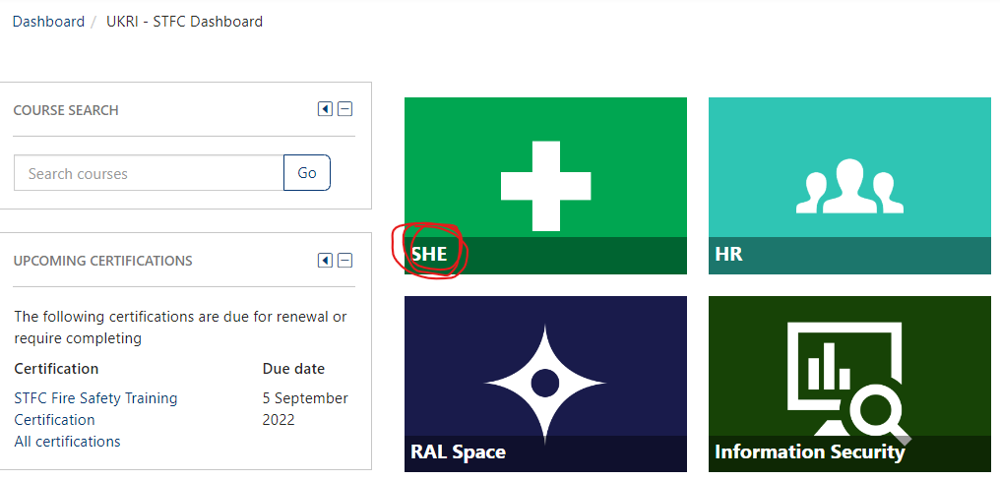 Dashboard / UKRI - STFC Dashboard
COURSE SEARCH
Search courses
Go
UPCOMING CERTIFICATIONS
The following certifications are due for renewal or
require completing
Certification Due date
STFC Fire Safety Training 5 September
Certification 2022
All certifications
SHE
HR
RAL Space
Information Security